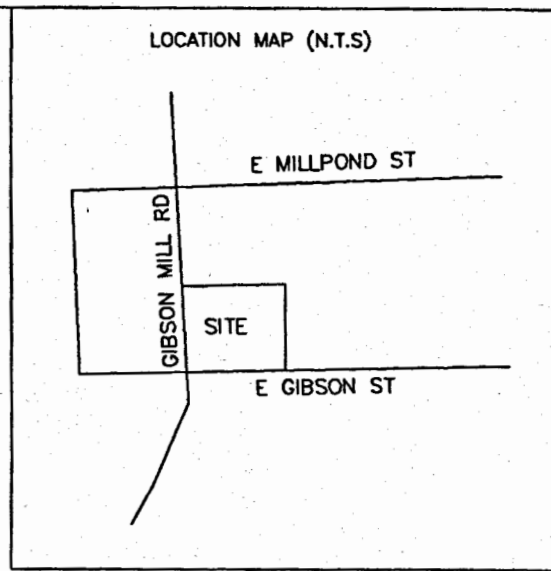 LOCATION MAP (N.T.S)
E MILLPOND ST
GIBSON MILL RD
SITE
E GIBSON ST